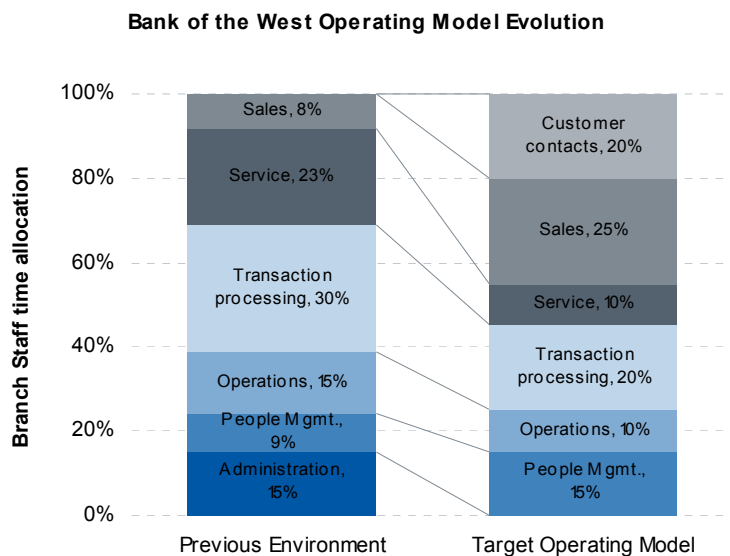 Bank of the West Operating Model Evolution
Branch Staff time allocation
100%
80%
60%
40%
20%
0%
Sales, 8%
Service, 23%
Transaction
processing, 30%
Operations, 15%
People Mgmt.,
9%
Administration,
15%
Customer
contacts, 20%
Sales, 25%
Service, 10%
Transaction
processing, 20%
Operations, 10%
People Mgmt.,
15%
Previous Environment
Target Operating Model